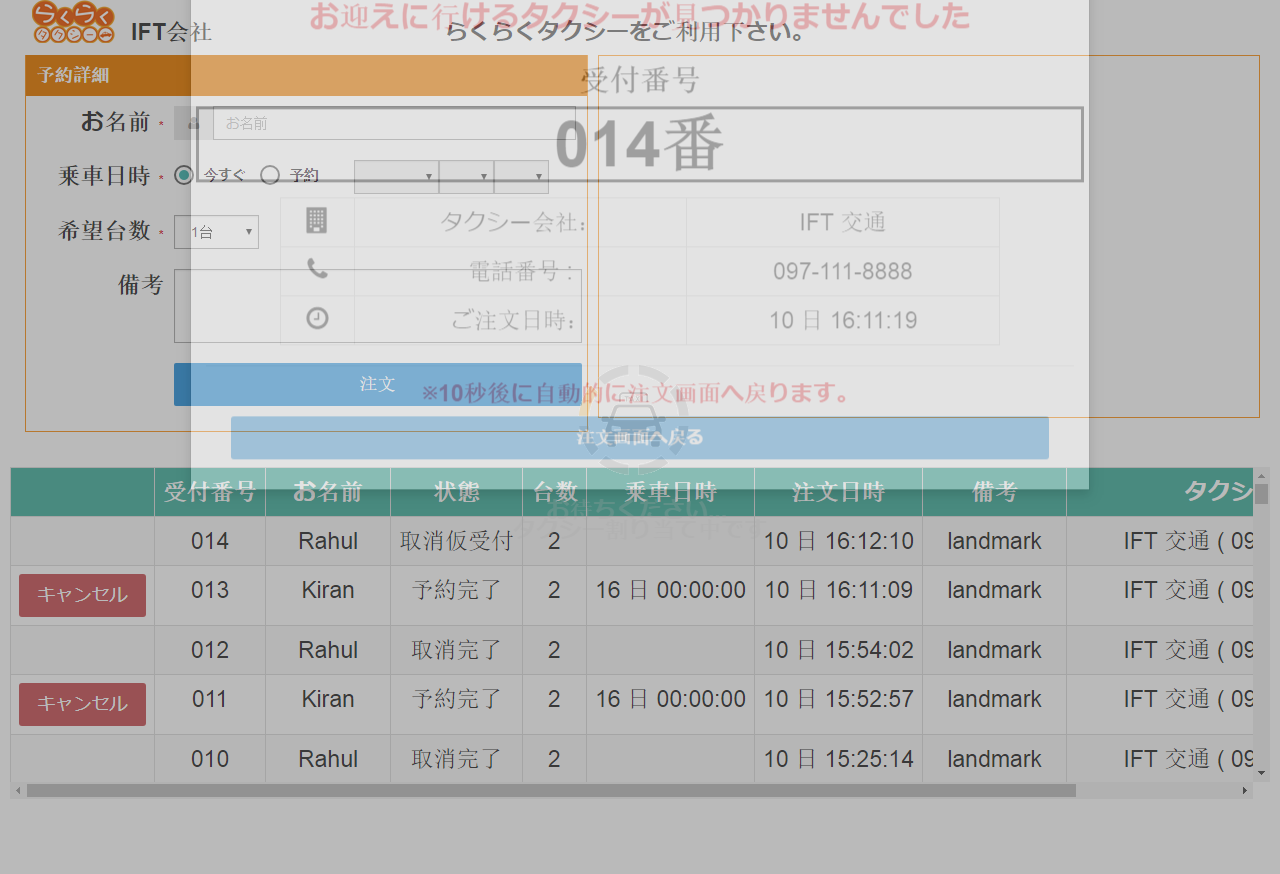 らくらく
タクシー
IFT会社
お迎えに行けるタクシーが見つかりませんでした
らくらくタクシーをご利用下さい。
予約詳細
受付番号
014番
お名前 *
お名前
乗車日時 *
今すぐ
予約
希望台数 *
1台
備考
タクシー会社:
IFT 交通
電話番号 :
097-111-8888
ご注文日時:
10 日 16:11:19
注文
※10秒後に自動的に注文画面へ戻ります。
注文画面へ戻る
お待ちください
タクシー割り当て中です
受付番号 お名前 状態 台数 乗車日時 注文日時 備考 タクシ
014 Rahul 取消仮受付 2 10 日 16:12:10 landmark IFT 交通 ( 09
キャンセル 013 Kiran 予約完了 2 16 日 00:00:00 10 日 16:11:09 landmark IFT 交通 ( 09
012 Rahul 取消完了 2 10 日 15:54:02 landmark IFT 交通 ( 09
キャンセル 011 Kiran 予約完了 2 16 日 00:00:00 10 日 15:52:57 landmark IFT 交通 ( 09
010 Rahul 取消完了 2 10 日 15:25:14 landmark IFT 交通 ( 09